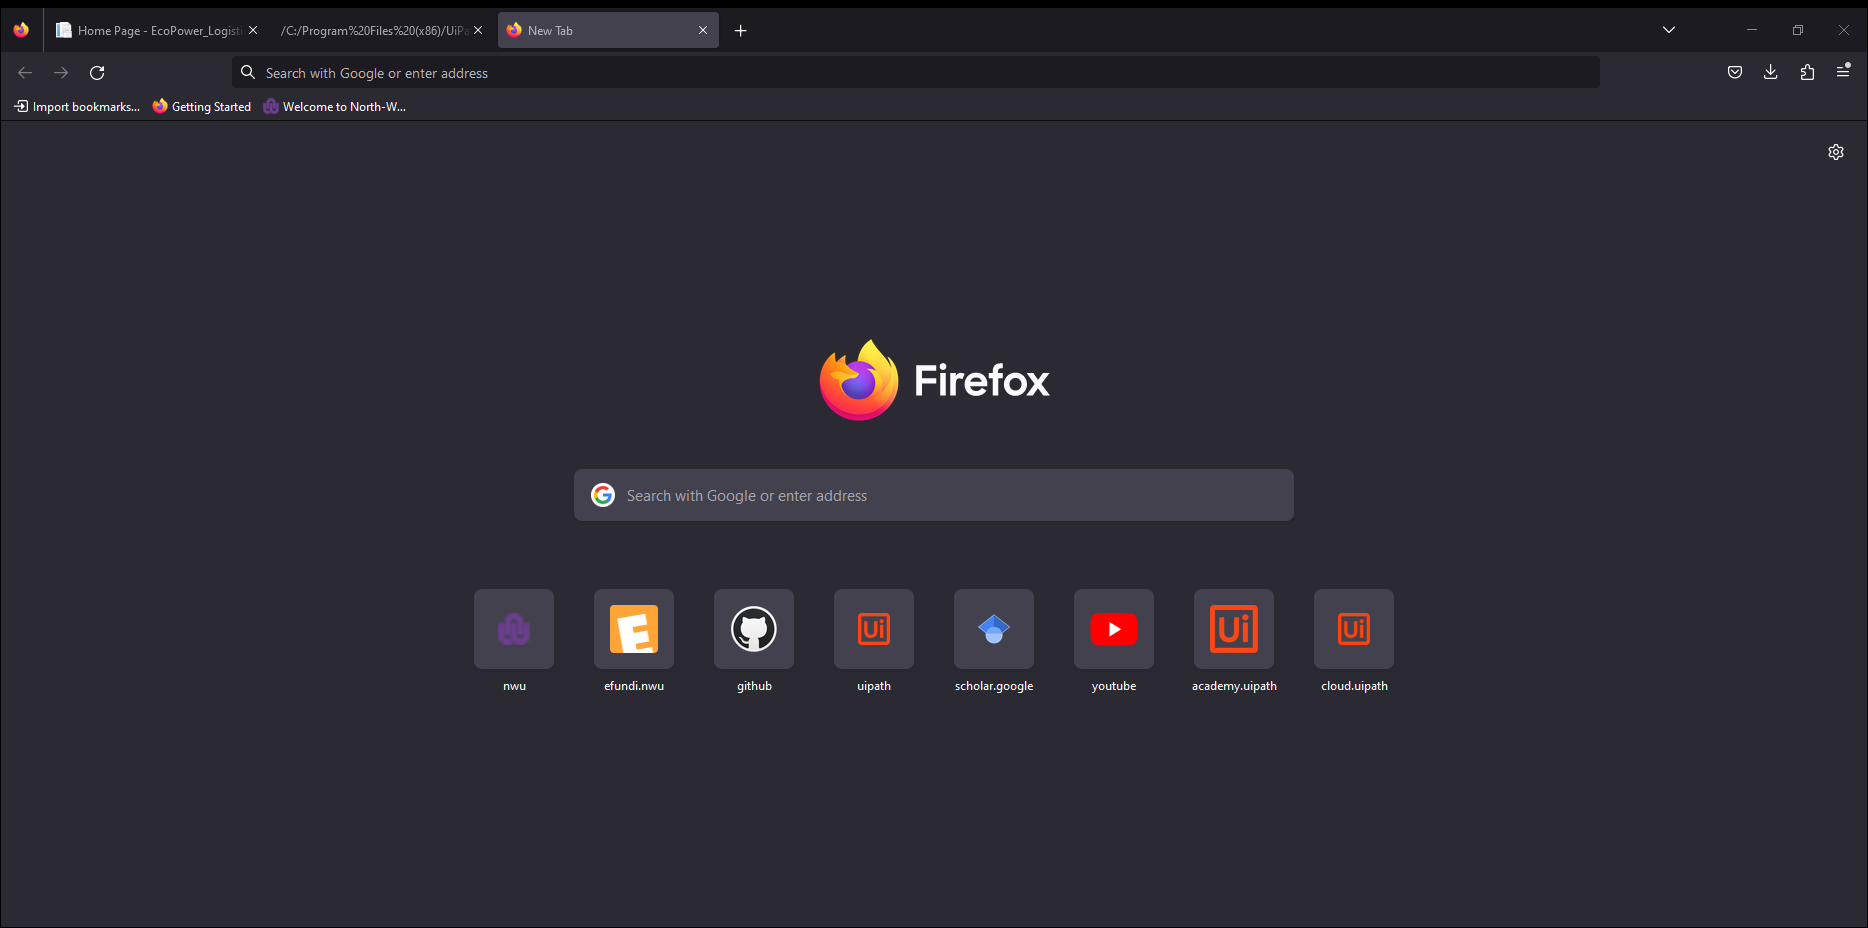 Home Page - EcoPower_Logisti
/C:/Program%20Files%20(x86)/UiPa
New Tab
Search with Google or enter address
Import bookmarks...
Getting Started
Welcome to North-W...
Firefox
Search with Google or enter address
E
Ui
Ui
Ui
nwu
efundi.nwu
github
uipath
scholar.google
youtube
academy.uipath
cloud.uipath